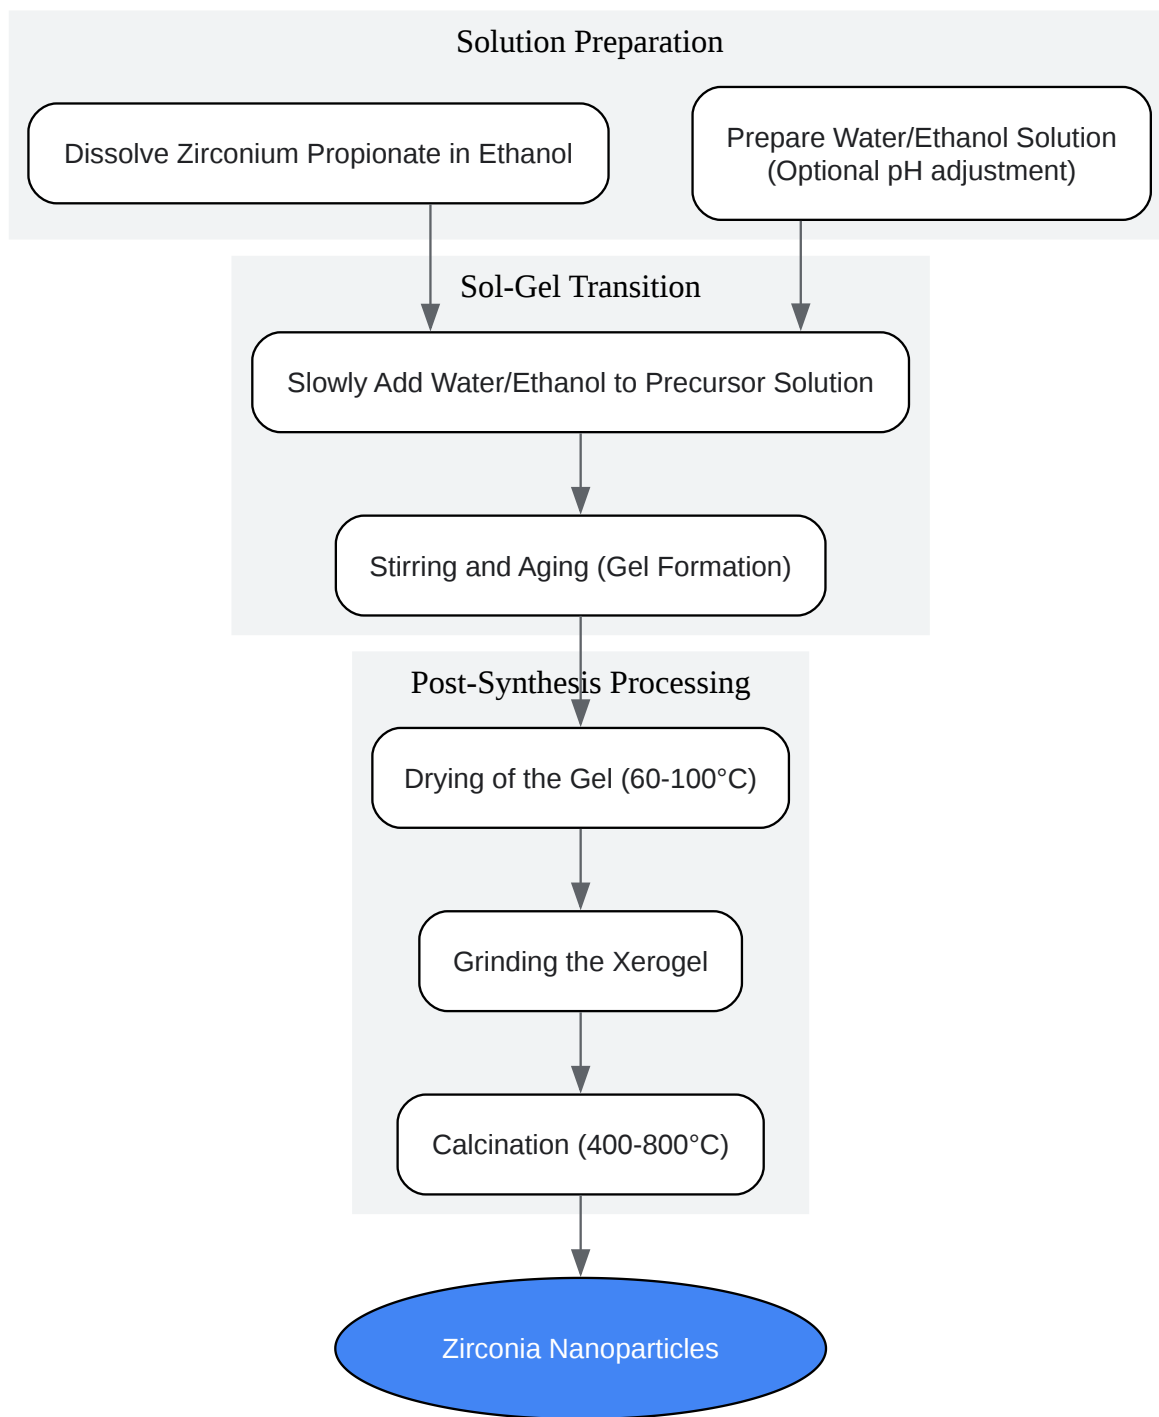 Solution Preparation
Dissolve Zirconium Propionate in Ethanol
Prepare Water/Ethanol Solution
(Optional pH adjustment)
Sol-Gel Transition
Slowly Add Water/Ethanol to Precursor Solution
Stirring and Aging (Gel Formation)
Post-Synthesis Processing
Drying of the Gel (60-100°C)
Grinding the Xerogel
Calcination (400-800°C)
Zirconia Nanoparticles